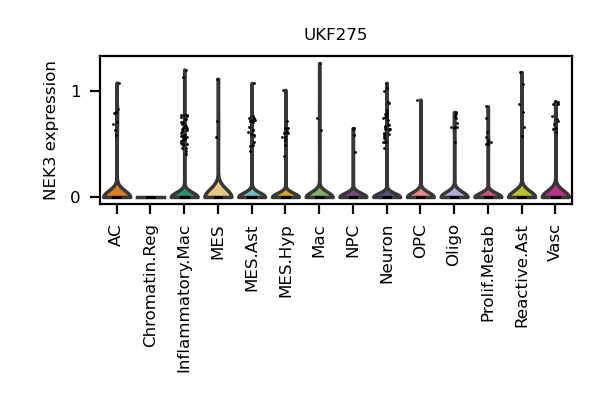 UKF275
NEK3 expression
1
0
AC
Chromatin.Reg
Inflammatory.Mac
MES
MES.Ast
MES.Hyp
Mac
NPC
Neuron
OPC
Oligo
Prolif.Metab
Reactive.Ast
Vasc